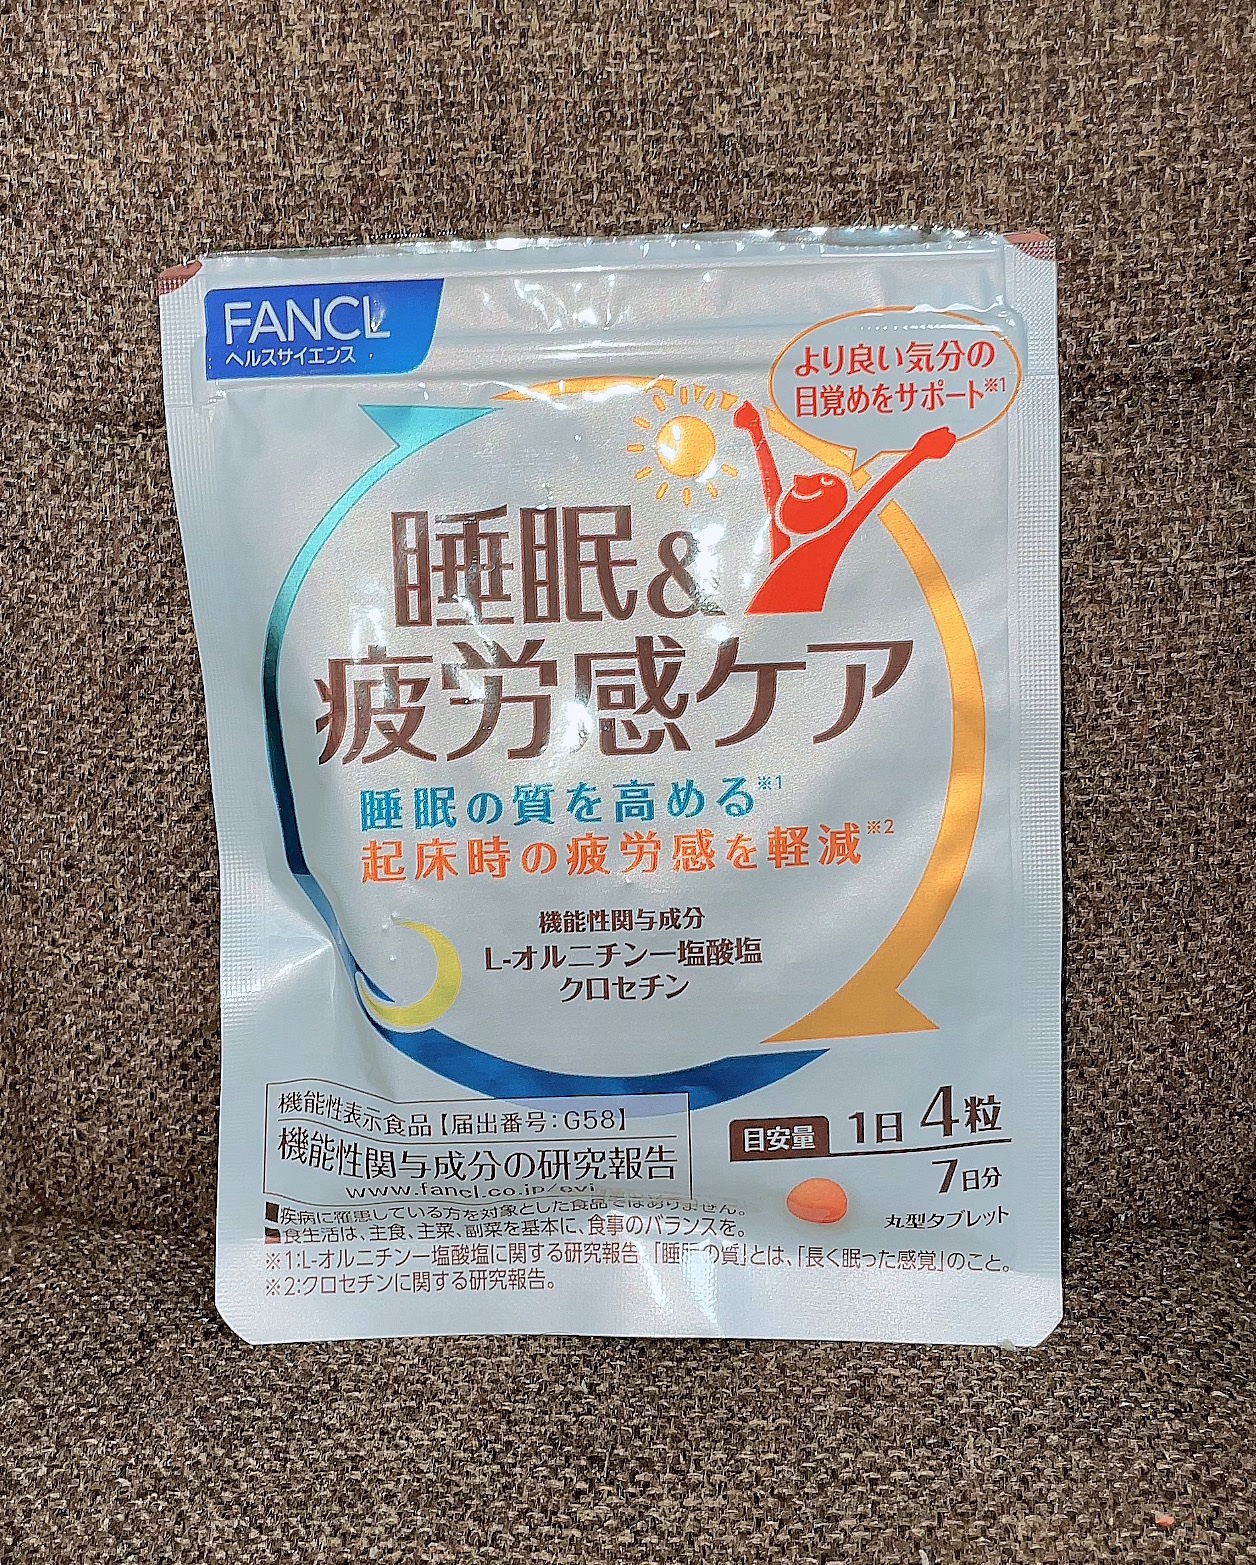 FANCL
ヘルスサイエンス
より良い気分の
目覚めをサポート※1
睡眠&
疲労感ケア
睡眠の質を高める※1
起床時の疲労感を軽減※2
機能性関与成分
L-オルニチン一塩酸塩
クロセチン
機能性表示食品【届出番号:G58】
機能性関与成分の研究報告
www.fancl.co.jp/evi
目安量 1日 4粒
7日分
丸型タブレット
■疾病に罹患している方を対象とした食品ではありません。
■食生活は、主食、主菜、副菜を基本に、食事のバランスを。
※1:L-オルニチン一塩酸塩に関する研究報告。「睡眠の質」とは、「長く眠った感覚」のこと。
※2:クロセチンに関する研究報告。